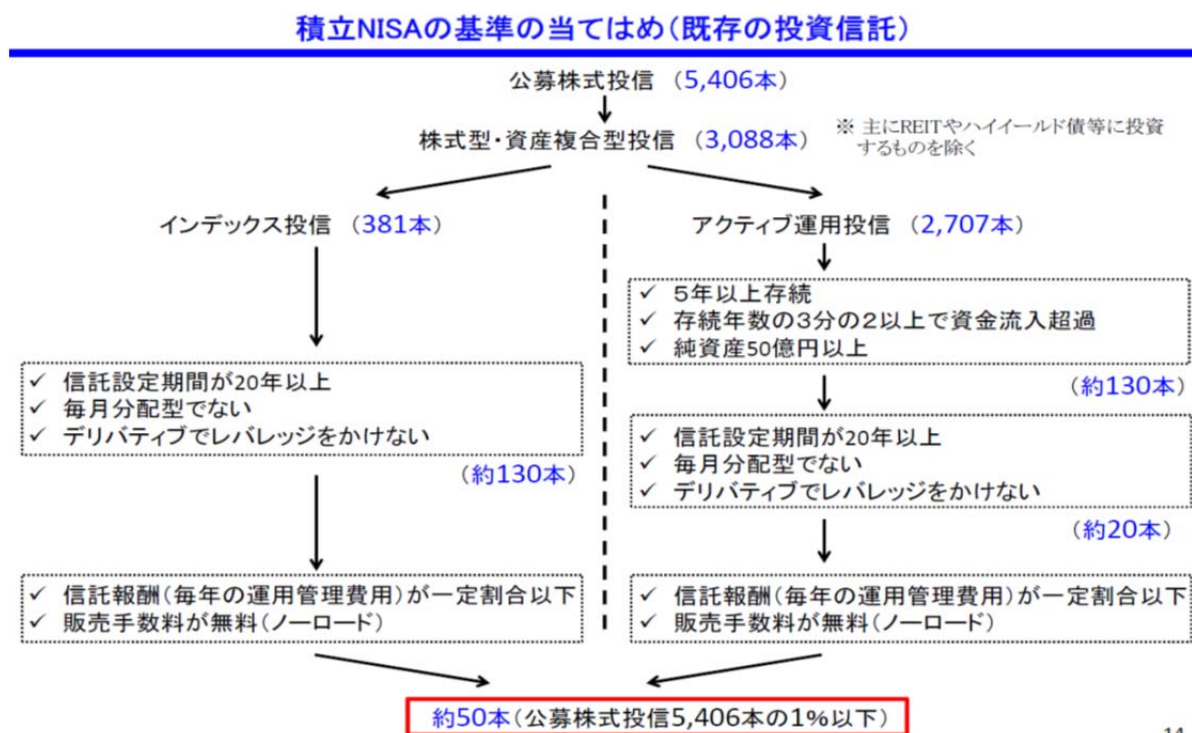 積立NISAの基準の当てはめ(既存の投資信託)
公募株式投信 (5,406本)
株式型・資産複合型投信 (3,088本)
※ 主にREITやハイイールド債等に投資
するものを除く
インデックス投信 (381本)
✓ 信託設定期間が20年以上
✓ 毎月分配型でない
✓ デリバティブでレバレッジをかけない
(約130本)
✓ 信託報酬(毎年の運用管理費用)が一定割合以下
✓ 販売手数料が無料(ノーロード)
アクティブ運用投信 (2,707本)
✓ 5年以上存続
✓ 存続年数の3分の2以上で資金流入超過
✓ 純資産50億円以上
(約130本)
✓ 信託設定期間が20年以上
✓ 毎月分配型でない
✓ デリバティブでレバレッジをかけない
(約20本)
✓ 信託報酬(毎年の運用管理費用)が一定割合以下
✓ 販売手数料が無料(ノーロード)
約50本(公募株式投信5,406本の1%以下)
14